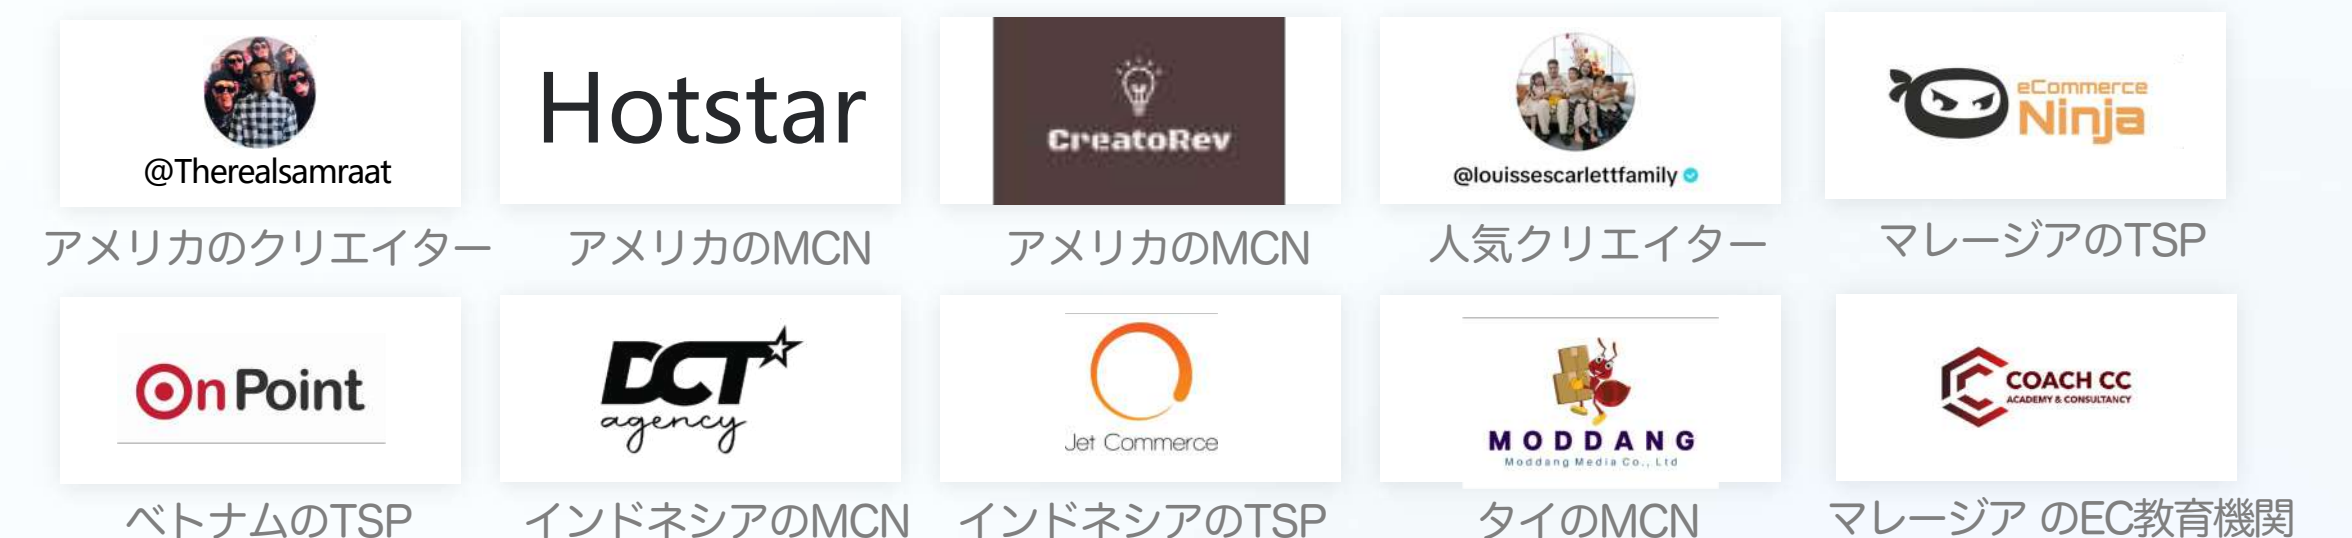 @Therealsamraat
アメリカのクリエイター
Hotstar
アメリカのMCN
CreatoRev
アメリカのMCN
@louissescarlettfamily
人気クリエイター
eCommerce
Ninja
マレージアのTSP
OnPoint
ベトナムのTSP
DCT
agency
インドネシアのMCN
Jet Commerce
インドネシアのTSP
MODDANG
Moddang Media Co., Ltd
タイのMCN
COACH CC
ACADEMY & CONSULTANCY
マレージア のEC教育機関